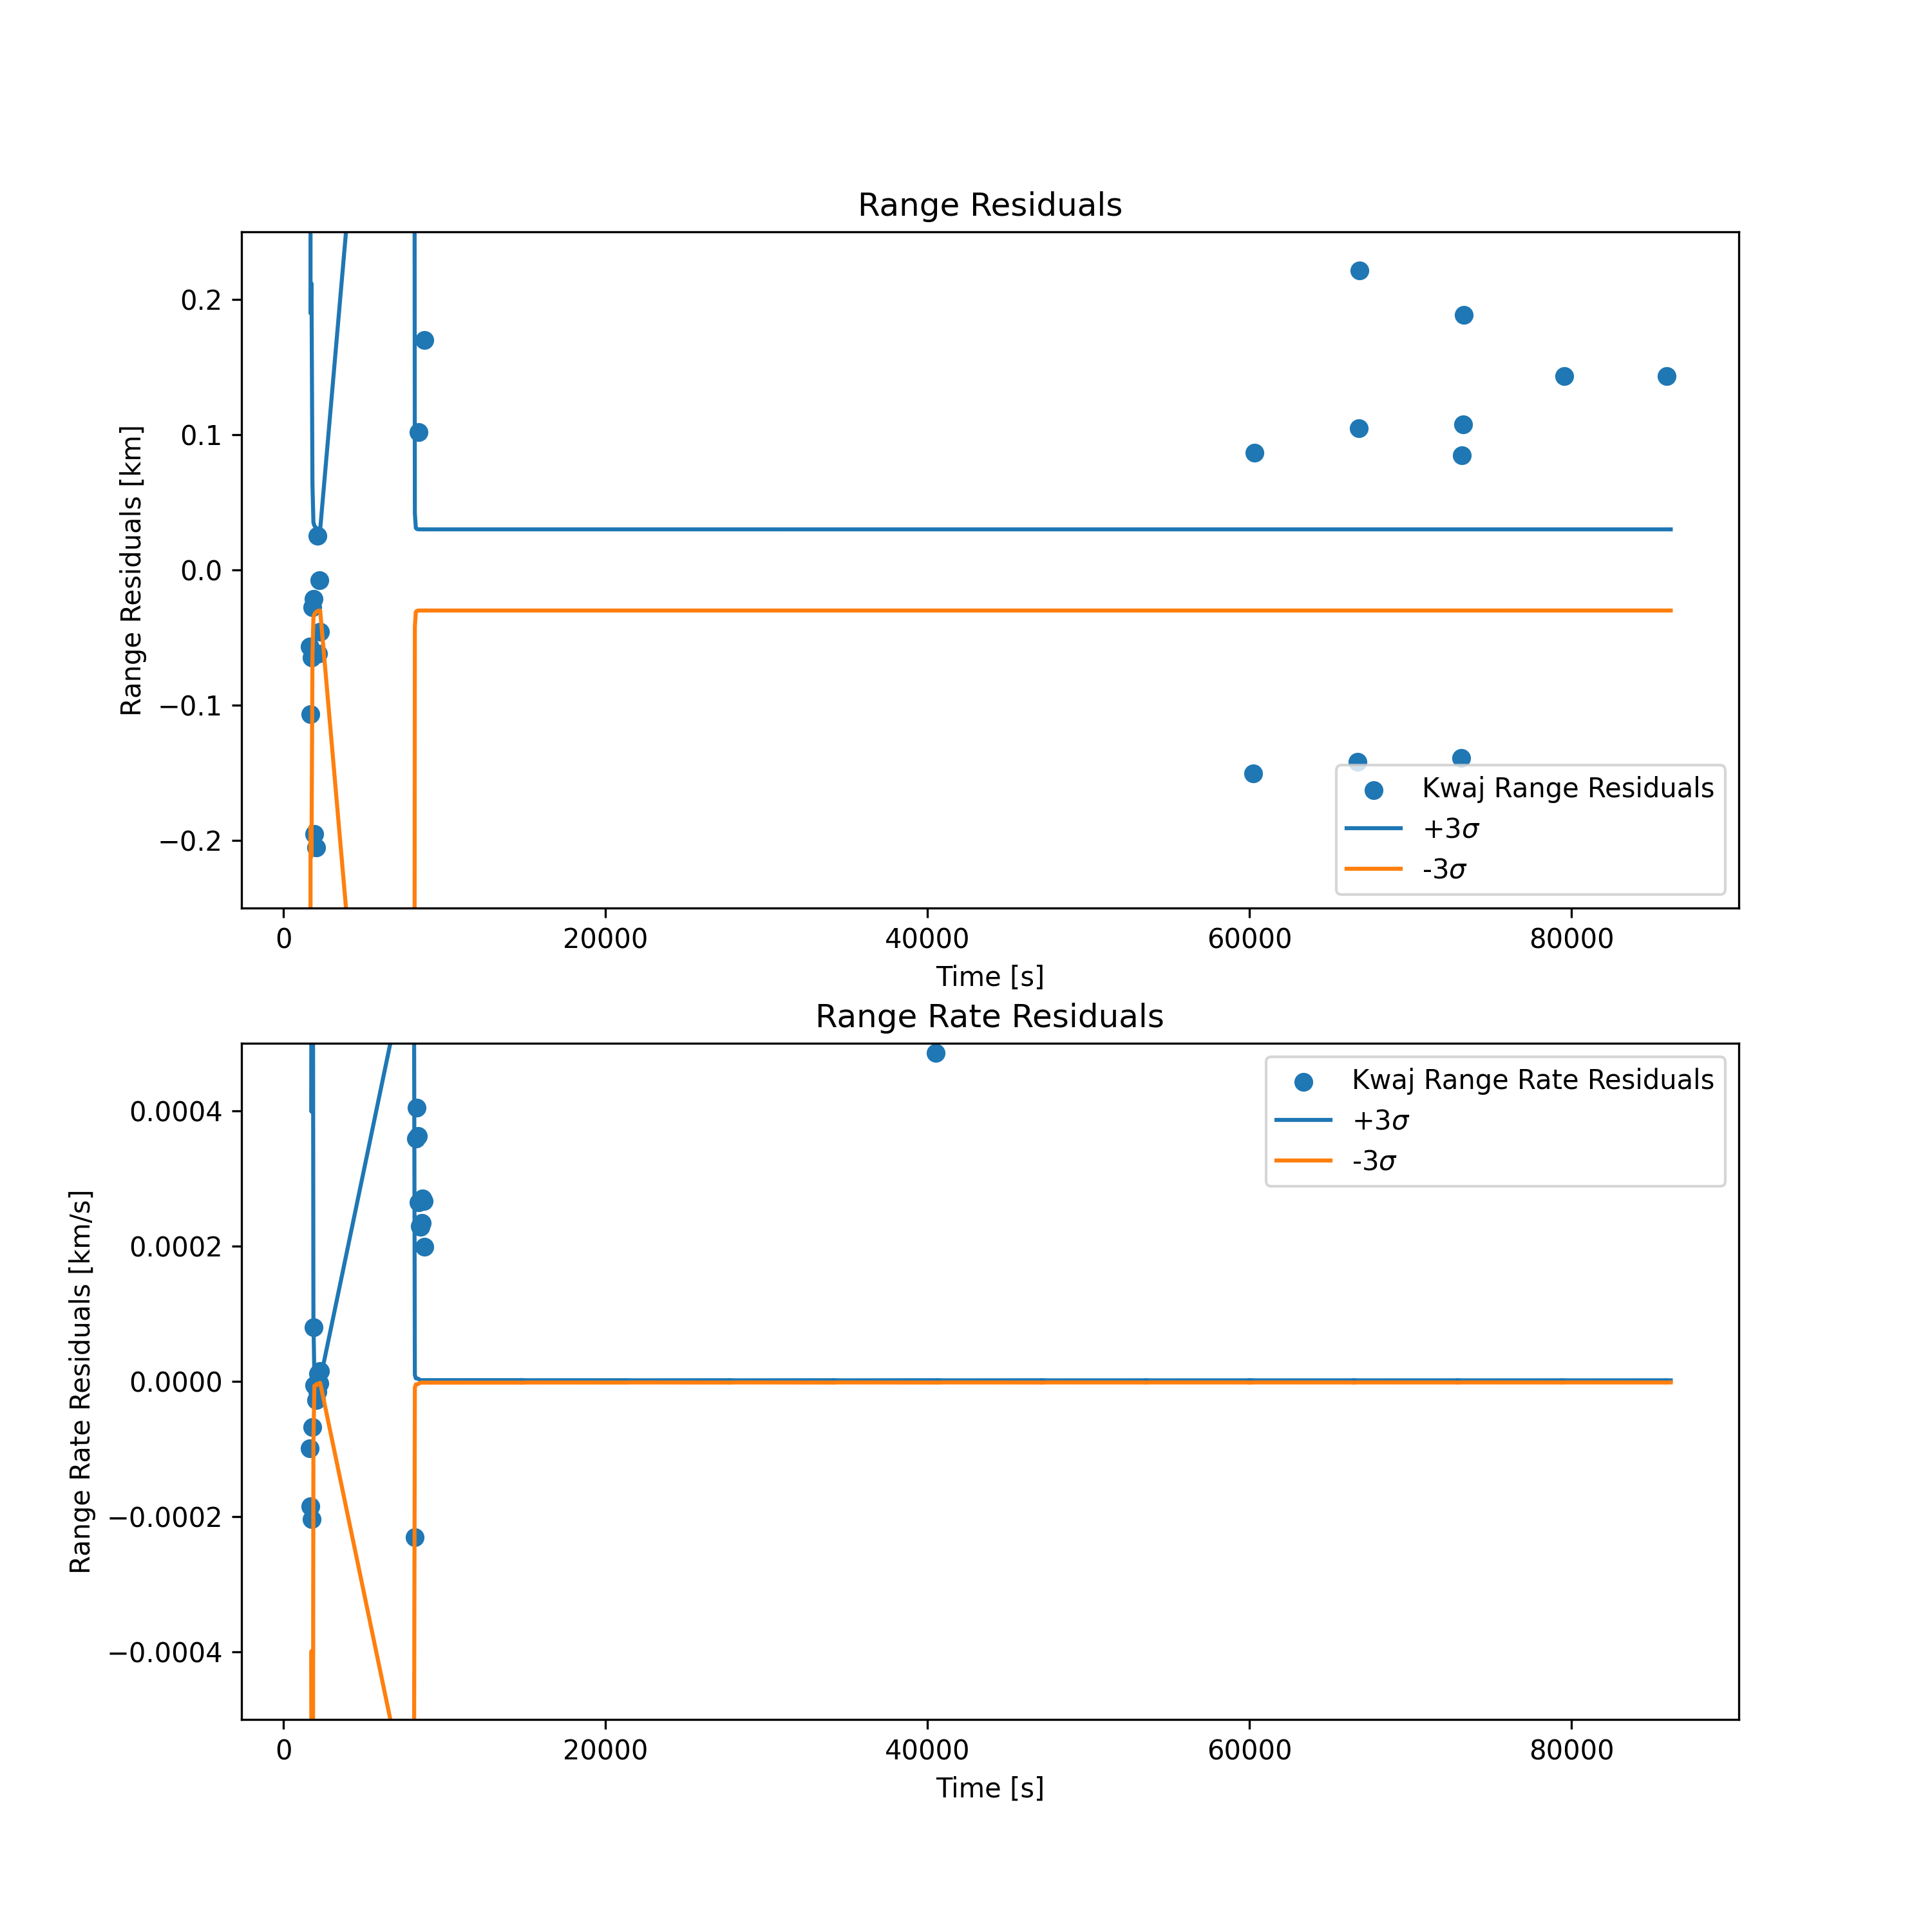 Range Residuals
0.2
0.1
0.0
−0.1
−0.2
Range Residuals [km]
Kwaj Range Residuals
+3σ
-3σ
0 20000 40000 60000 80000
Time [s]
Range Rate Residuals
0.0004
0.0002
0.0000
−0.0002
−0.0004
Range Rate Residuals [km/s]
Kwaj Range Rate Residuals
+3σ
-3σ
0 20000 40000 60000 80000
Time [s]